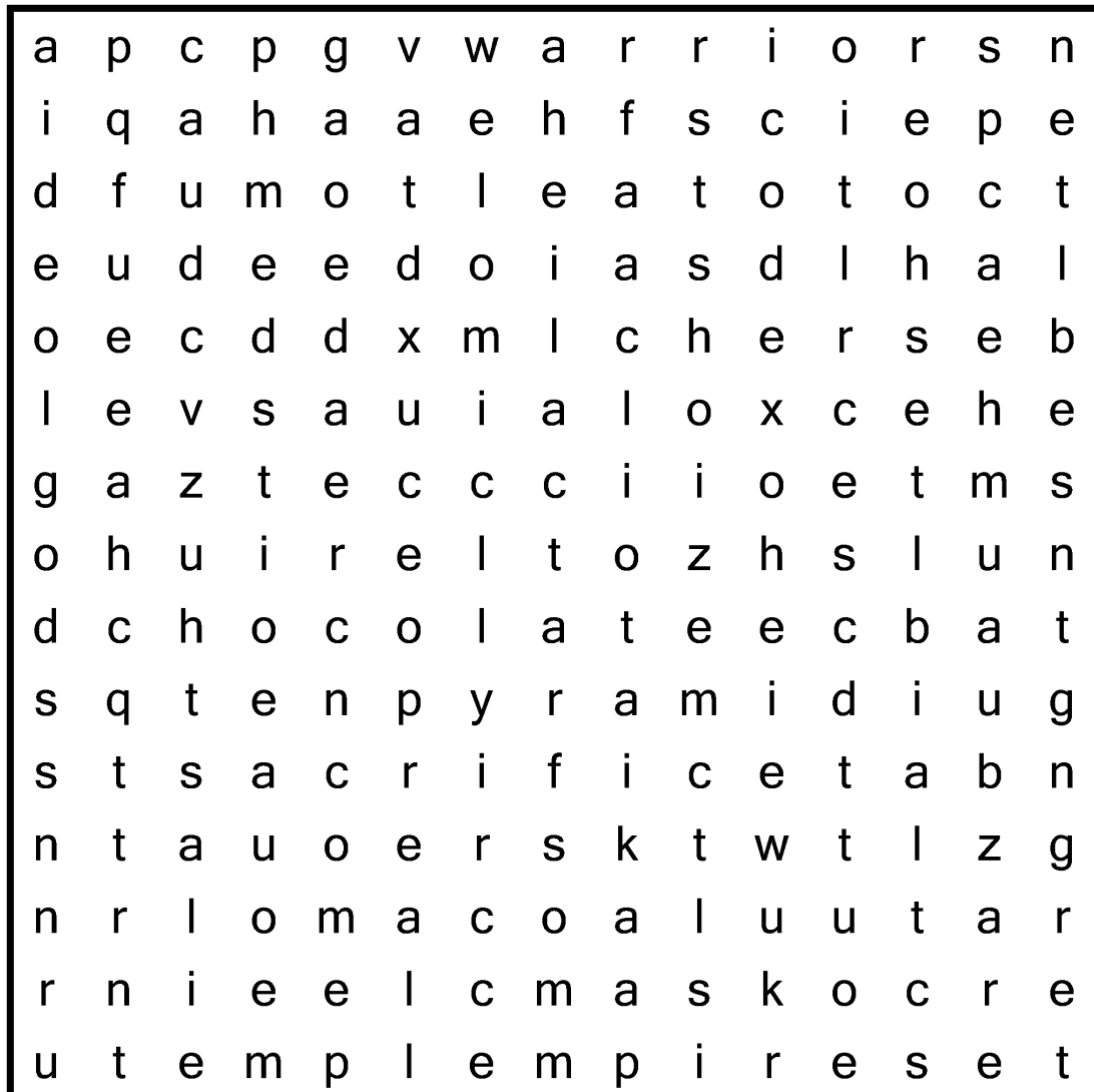 a p c p g v w a r r i o r s n
i q a h a a e h f s c i e p e
d f u m o t l e a t o t o c t
e u d e e d o i a s d l h a l
o e c d d x m l c h e r s e b
l e v s a u i a l o x c e h e
g a z t e c c c i i o e t m s
o h u i r e l t o z h s l u n
d c h o c o l a t e e c b a t
s q t e n p y r a m i d i u g
s t s a c r i f i c e t a b n
n t a u o e r s k t w t l z g
n r l o m a c o a l u u t a r
r n i e e l c m a s k o c r e
u t e m p l e m p i r e s e t